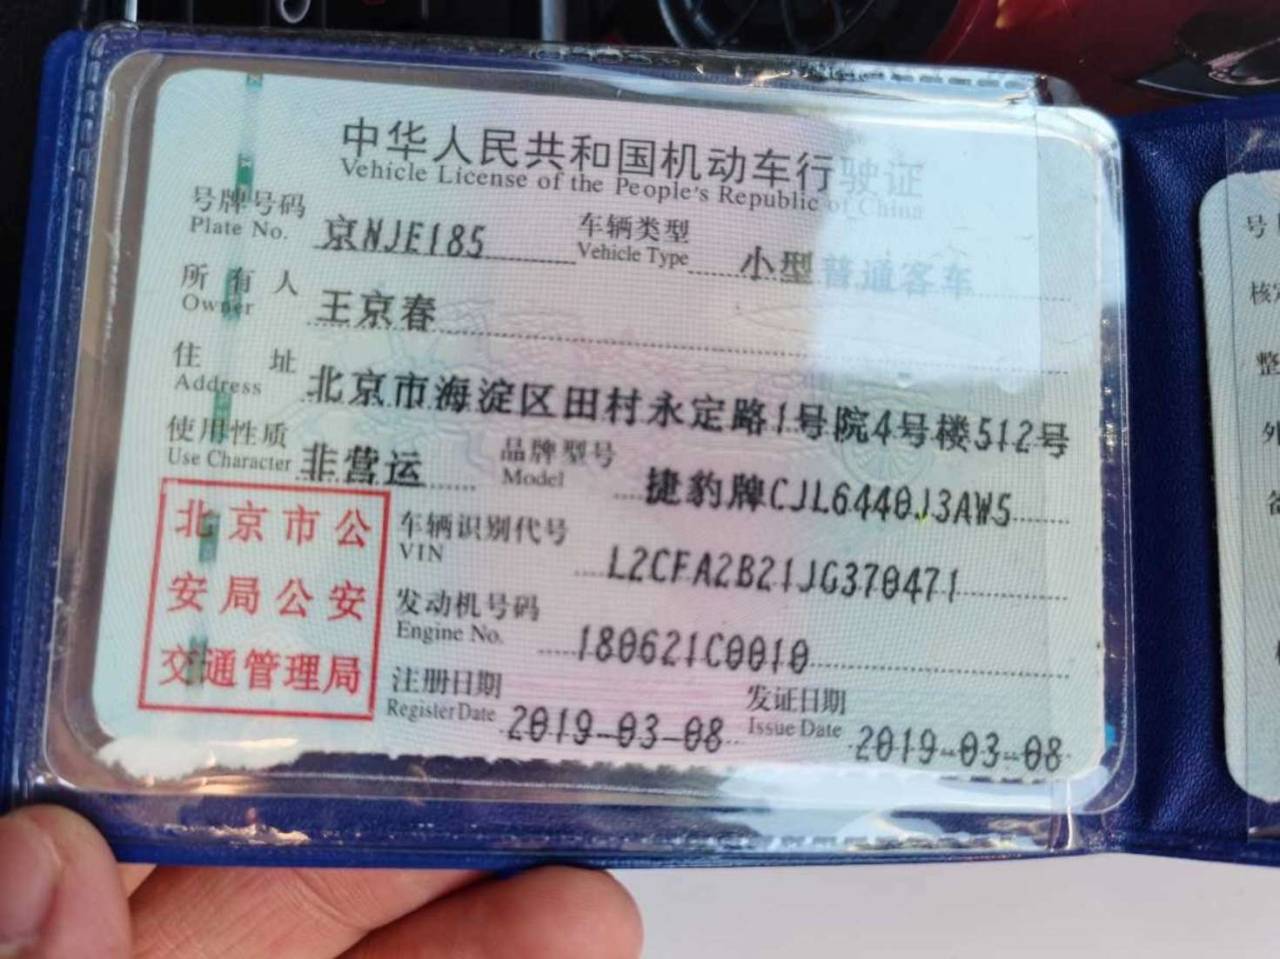 中华人民共和国机动车行驶证
Vehicle License of the People's Republic of China
号牌号码 京NJE185 车辆类型 小型普通客车
Plate No. Vehicle Type
所有人 王京春
Owner
住址 北京市海淀区田村永定路1号院4号楼512号
Address
使用性质 非营运 品牌型号 捷豹牌CJL6440J3AW5
Use Character Model
北京市公
安局公安
交通管理局
车辆识别代号 L2CFA2B21JG370471
VIN
发动机号码 180621C0010
Engine No.
注册日期 2019-03-08 发证日期 2019-03-08
Register Date Issue Date
号
核
整
外